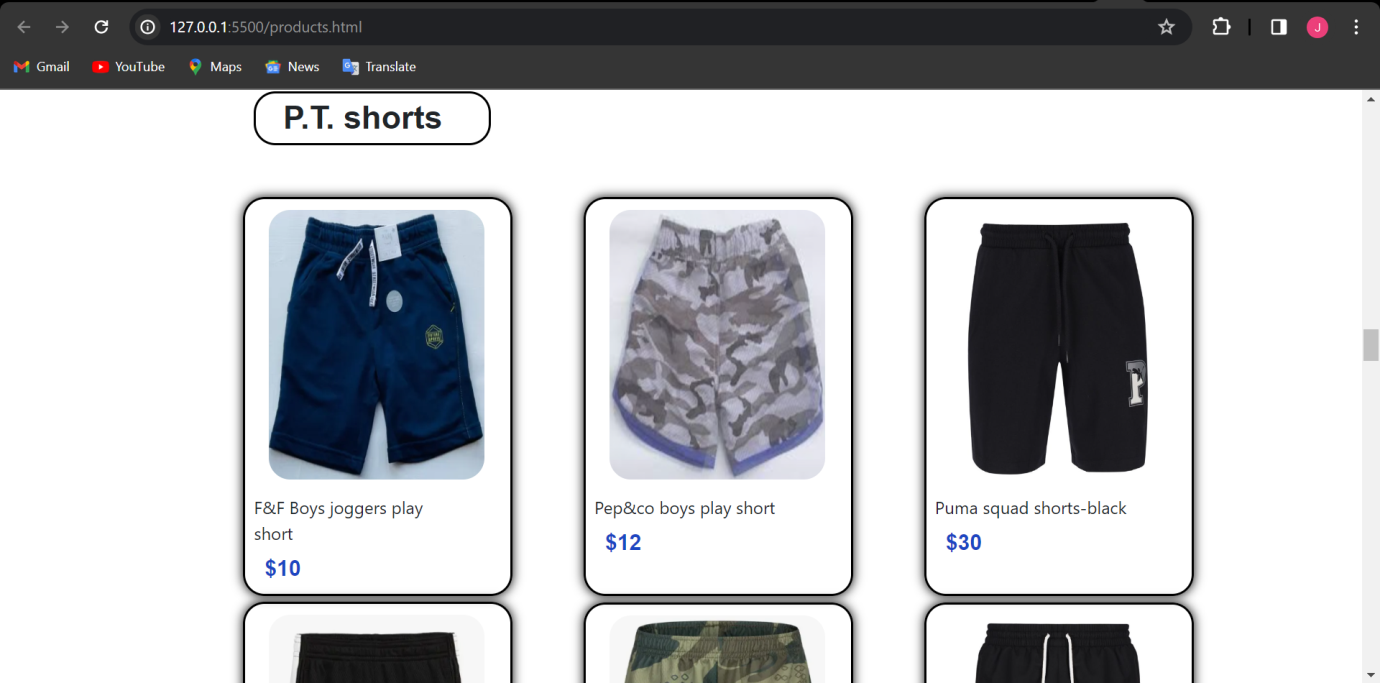 127.0.0.1:5500/products.html
J
Gmail
YouTube
Maps
News
Translate
P.T. shorts
F&F Boys joggers play
short
$10
Pep&co boys play short
$12
Puma squad shorts-black
$30